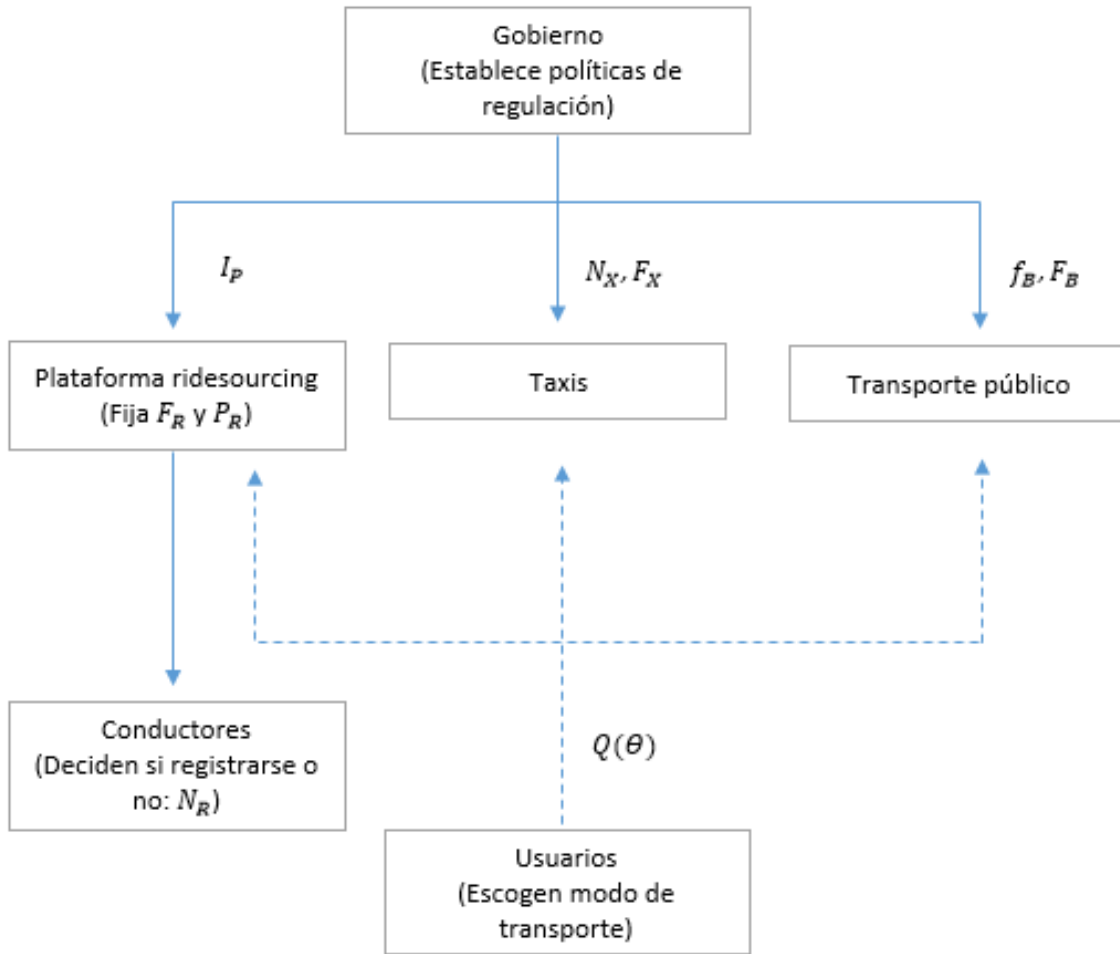 Gobierno
(Establece políticas de
regulación)
I_P
N_X, F_X
f_B, F_B
Plataforma ridesourcing
(Fija F_R y P_R)
Taxis
Transporte público
Conductores
(Deciden si registrarse o
no: N_R)
Q(θ)
Usuarios
(Escogen modo de
transporte)